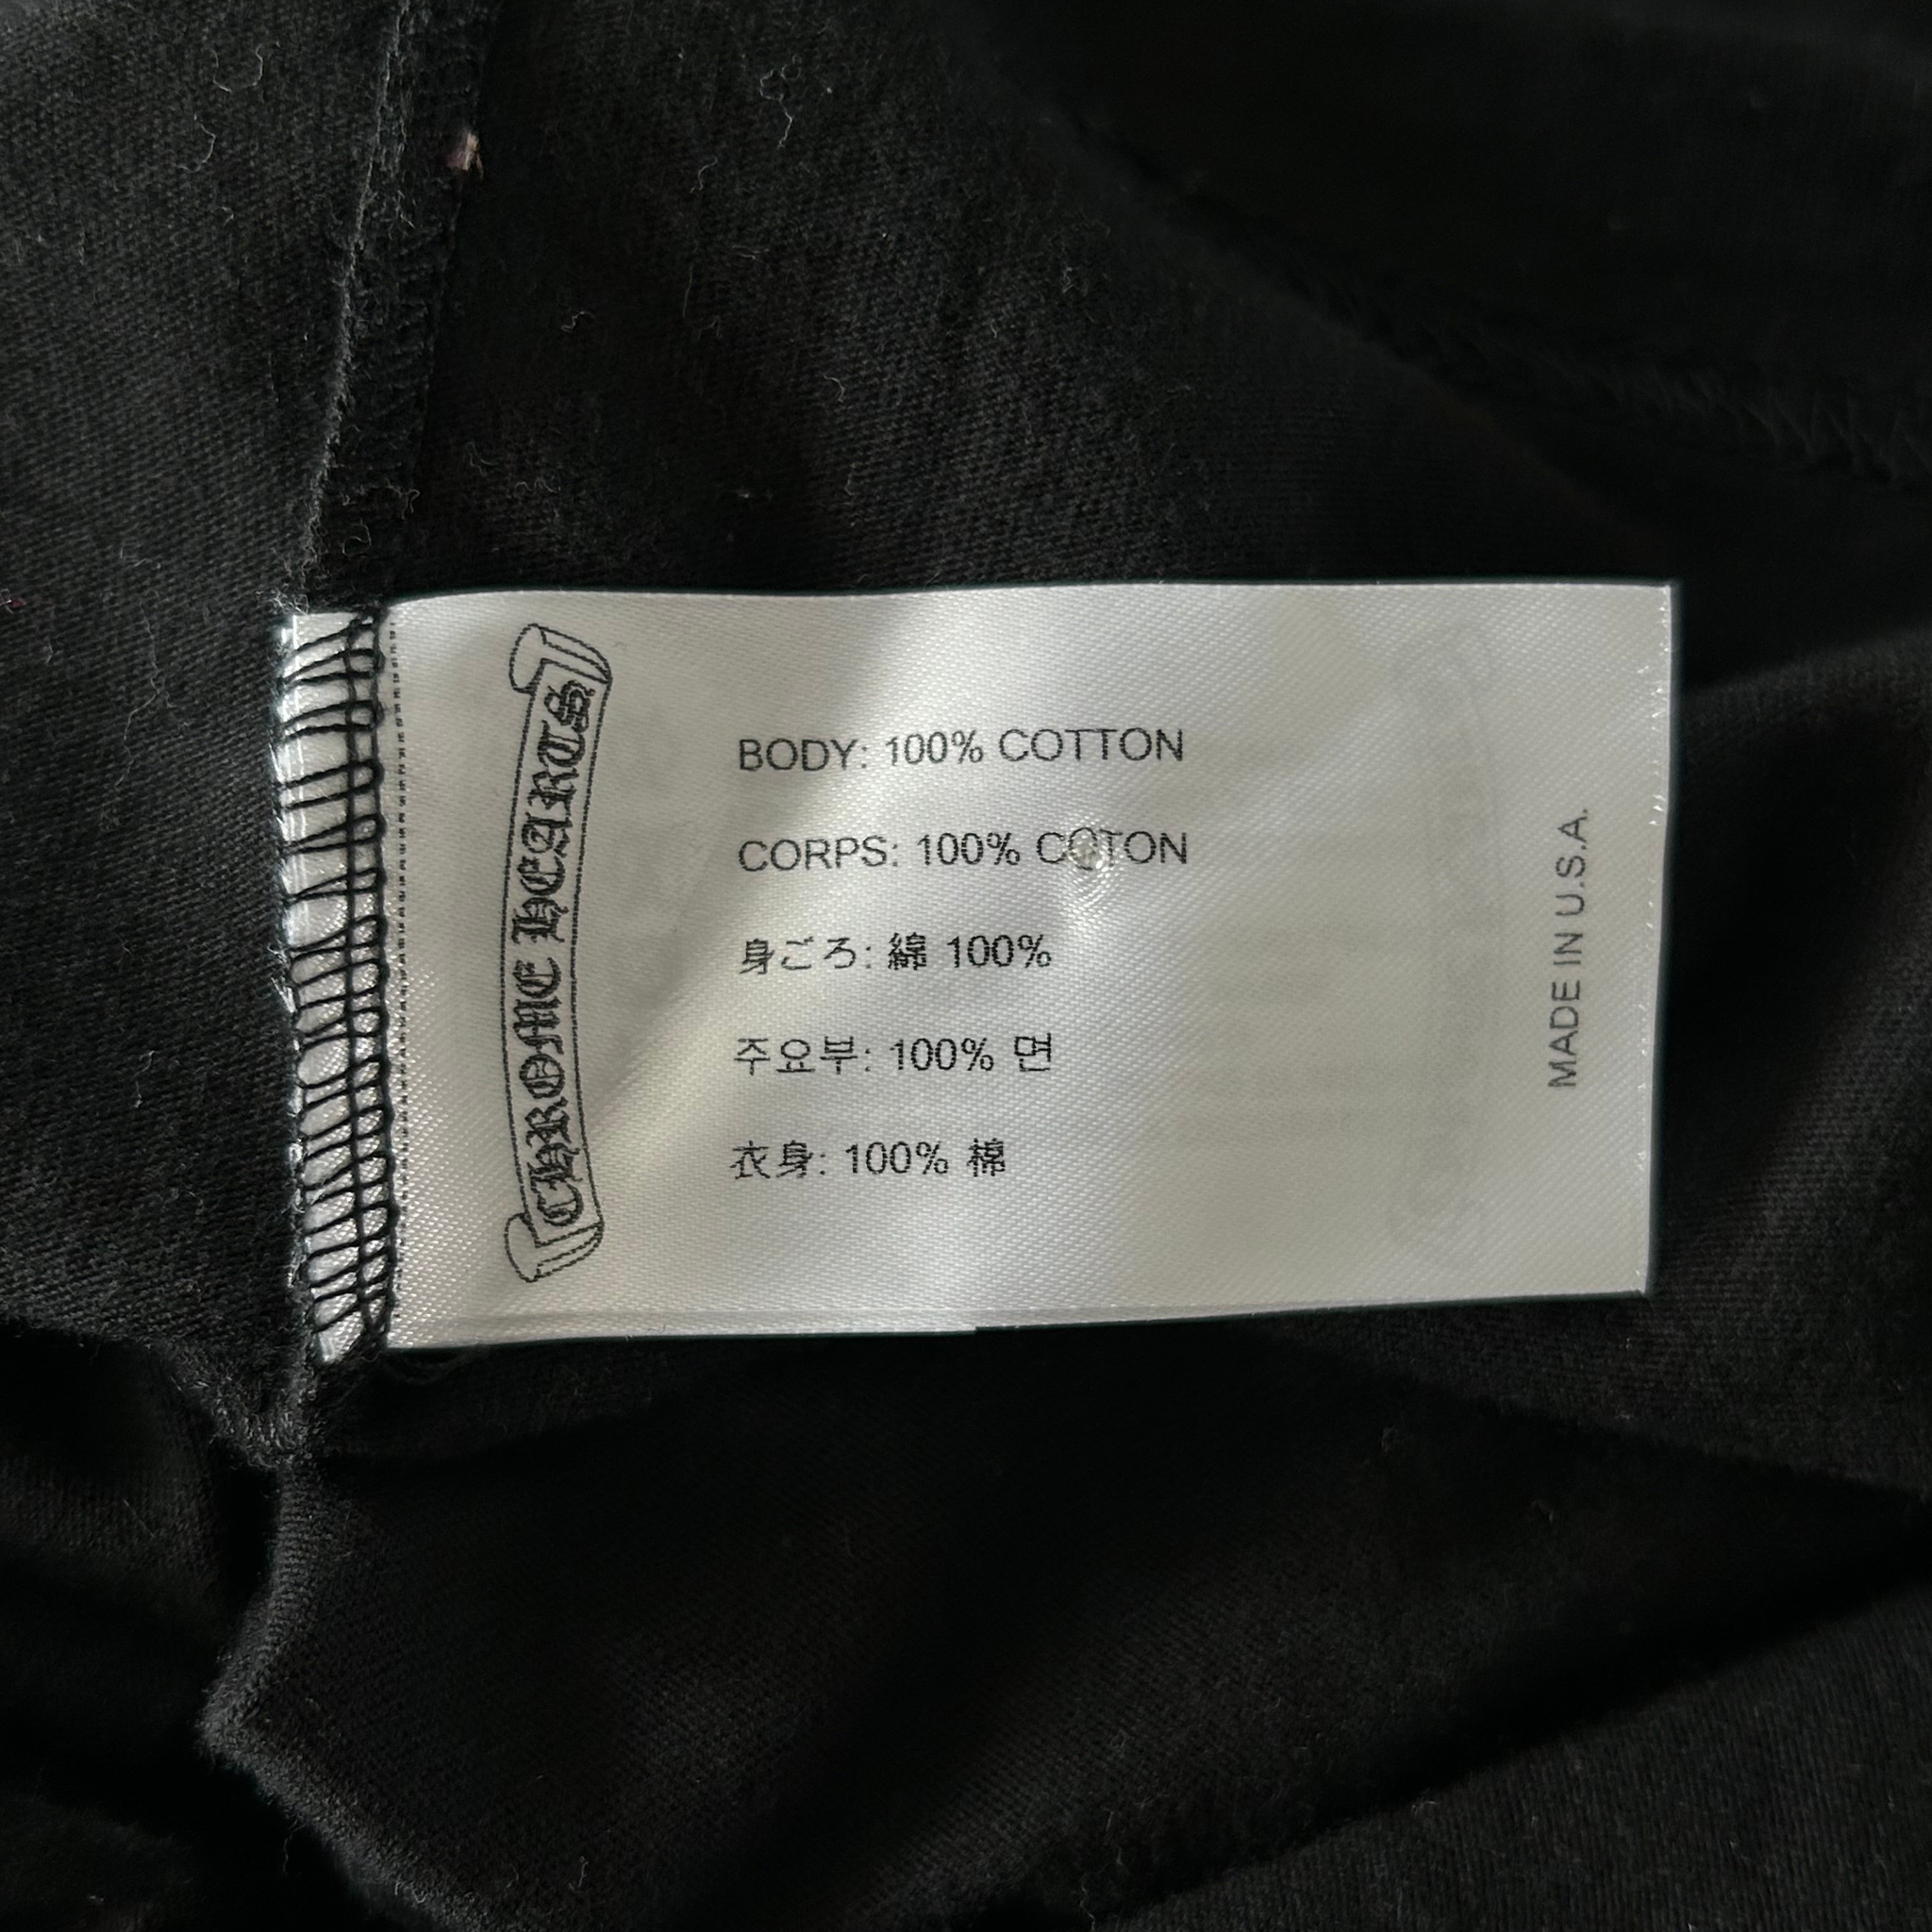 CHROME HEARTS
BODY: 100% COTTON
CORPS: 100% COTON
身ごろ: 綿 100%
주요부: 100% 면
衣身: 100% 棉
MADE IN U.S.A.